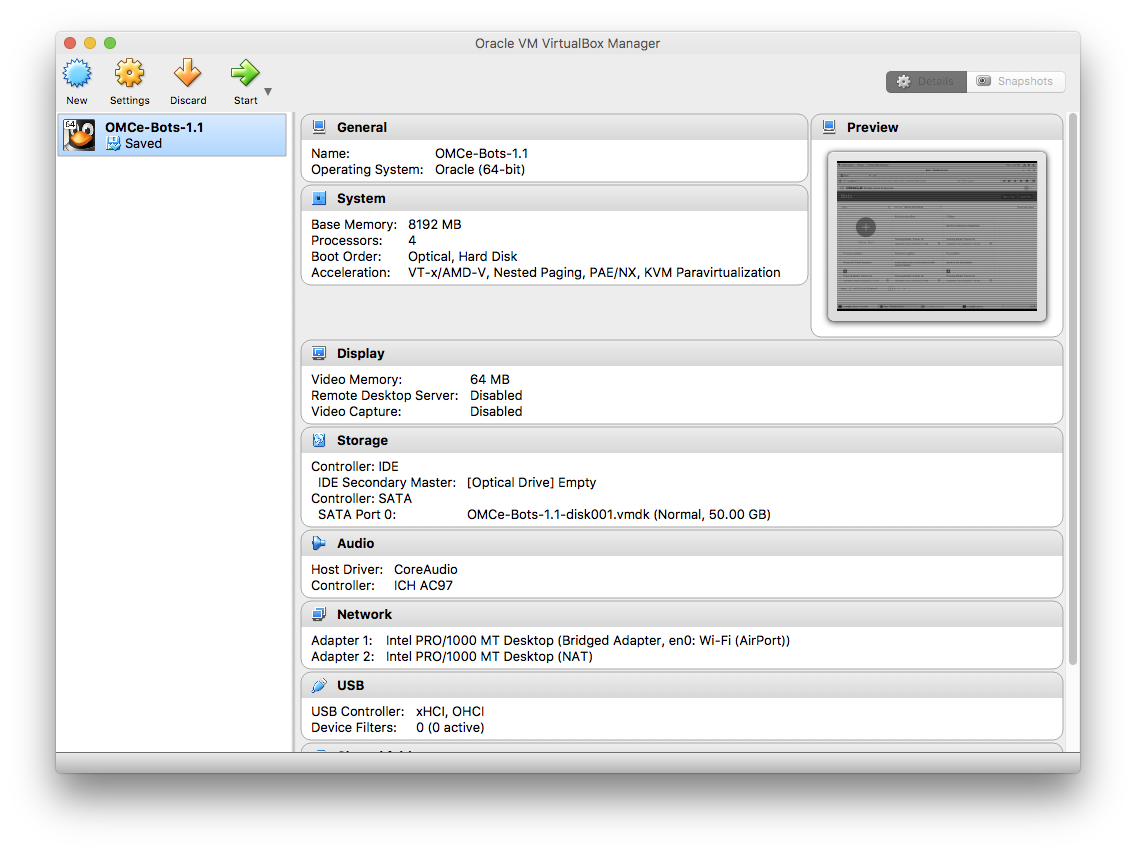 Oracle VM VirtualBox Manager
New
Settings
Discard
Start
Details
Snapshots
64
OMCe-Bots-1.1
Saved
General
Name: OMCe-Bots-1.1
Operating System: Oracle (64-bit)
Preview
ORACLE
System
Base Memory: 8192 MB
Processors: 4
Boot Order: Optical, Hard Disk
Acceleration: VT-x/AMD-V, Nested Paging, PAE/NX, KVM Paravirtualization
Display
Video Memory: 64 MB
Remote Desktop Server: Disabled
Video Capture: Disabled
Storage
Controller: IDE
IDE Secondary Master: [Optical Drive] Empty
Controller: SATA
SATA Port 0: OMCe-Bots-1.1-disk001.vmdk (Normal, 50.00 GB)
Audio
Host Driver: CoreAudio
Controller: ICH AC97
Network
Adapter 1: Intel PRO/1000 MT Desktop (Bridged Adapter, en0: Wi-Fi (AirPort))
Adapter 2: Intel PRO/1000 MT Desktop (NAT)
USB
USB Controller: xHCI, OHCI
Device Filters: 0 (0 active)